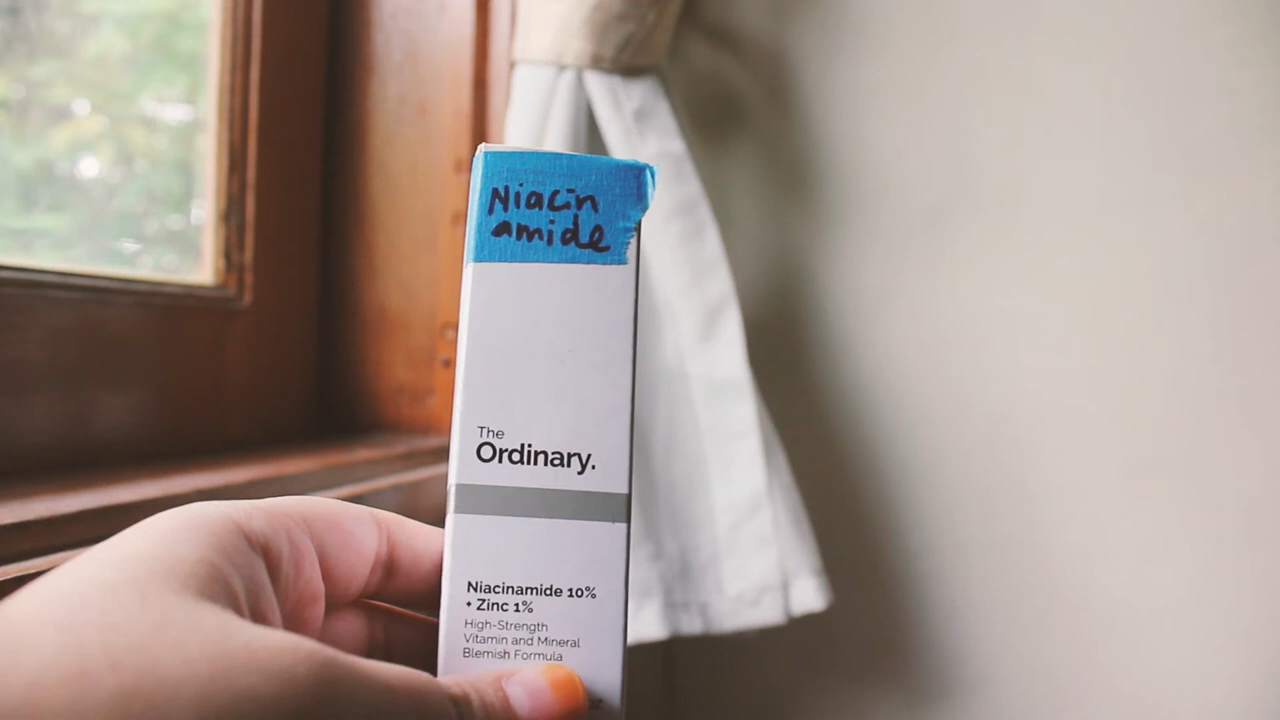 Niacin
amide
The
Ordinary.
Niacinamide 10%
+ Zinc 1%
High-Strength
Vitamin and Mineral
Blemish Formula